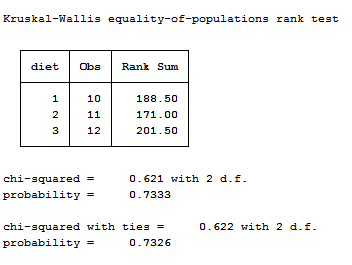 Kruskal-Wallis equality-of-populations rank test
diet Obs Rank Sum
1 10 188.50
2 11 171.00
3 12 201.50
chi-squared = 0.621 with 2 d.f.
probability = 0.7333
chi-squared with ties = 0.622 with 2 d.f.
probability = 0.7326